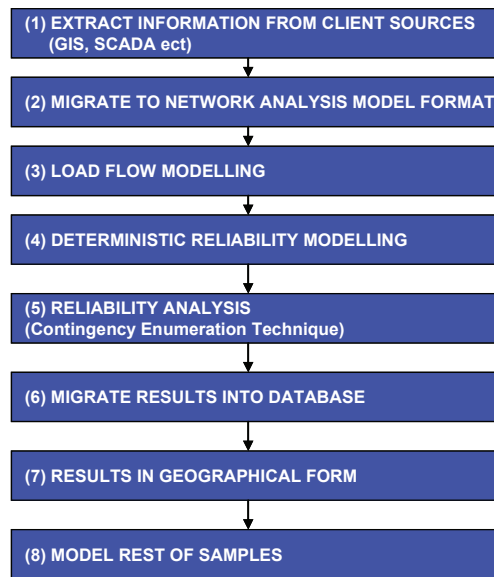 (1) EXTRACT INFORMATION FROM CLIENT SOURCES
(GIS, SCADA ect)
(2) MIGRATE TO NETWORK ANALYSIS MODEL FORMAT
(3) LOAD FLOW MODELLING
(4) DETERMINISTIC RELIABILITY MODELLING
(5) RELIABILITY ANALYSIS
(Contingency Enumeration Technique)
(6) MIGRATE RESULTS INTO DATABASE
(7) RESULTS IN GEOGRAPHICAL FORM
(8) MODEL REST OF SAMPLES